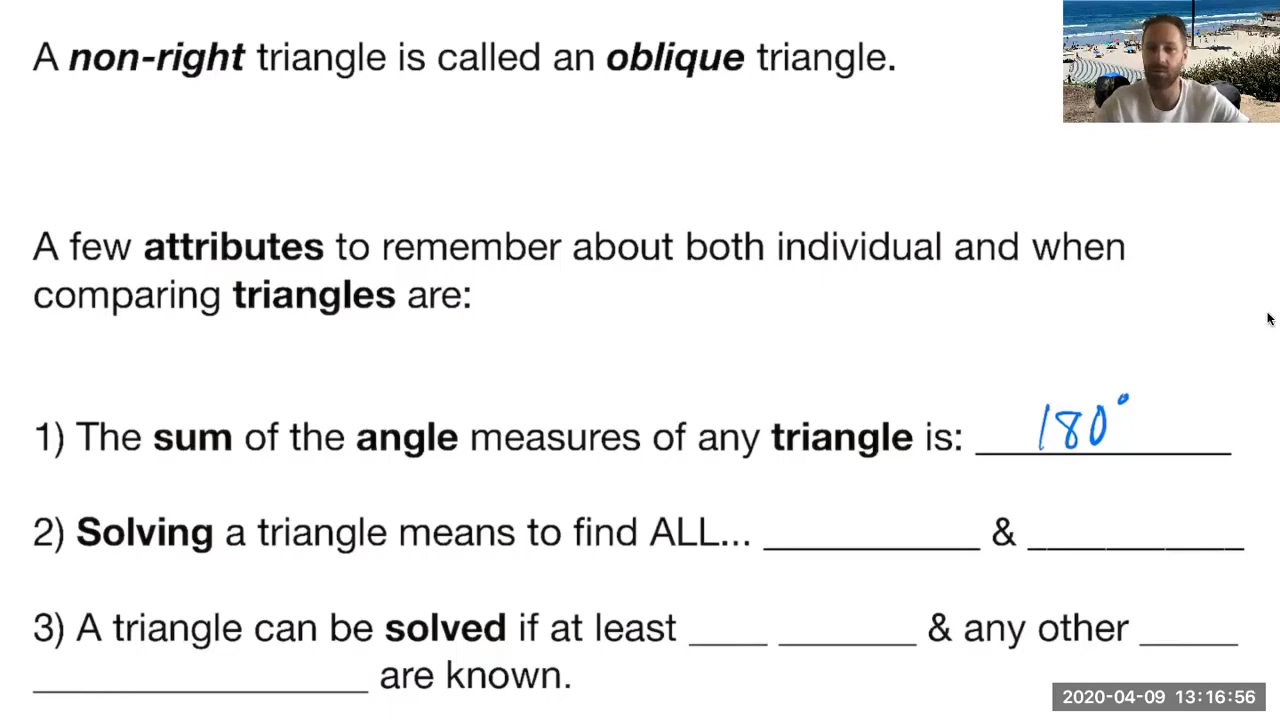 A non-right triangle is called an oblique triangle.
A few attributes to remember about both individual and when
comparing triangles are:
1) The sum of the angle measures of any triangle is: 180°
2) Solving a triangle means to find ALL... ___________ & ___________
3) A triangle can be solved if at least ____ _______ & any other _____
_________________ are known.
2020-04-09 13:16:56